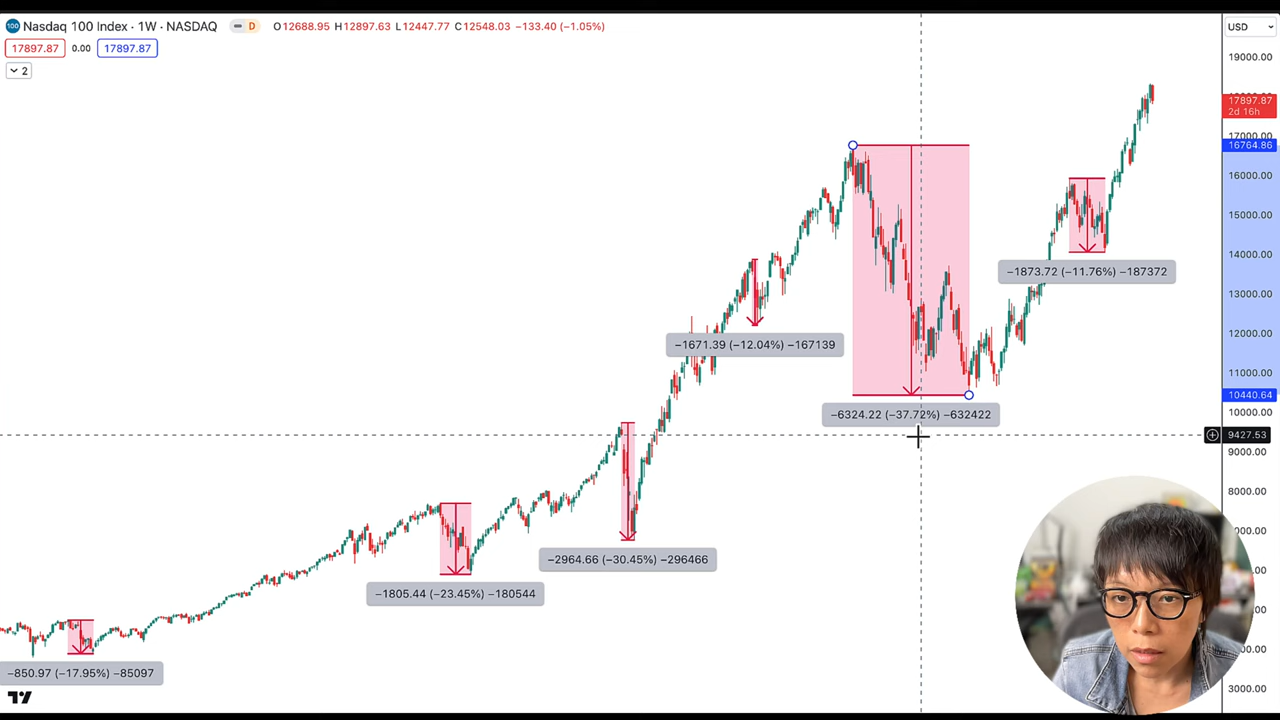 100 Nasdaq 100 Index · 1W · NASDAQ D O12688.95 H12897.63 L12447.77 C12548.03 −133.40 (−1.05%) USD
17897.87 0.00 17897.87
2
19000.00
17897.87
2d 16h
17000.00
16764.86
16000.00
15000.00
14000.00
−1873.72 (−11.76%) −187372
13000.00
12000.00
−1671.39 (−12.04%) −167139
11000.00
10440.64
10000.00
−6324.22 (−37.72%) −632422
9427.53
9000.00
8000.00
−2964.66 (−30.45%) −296466
−1805.44 (−23.45%) −180544
−850.97 (−17.95%) −85097
3000.00